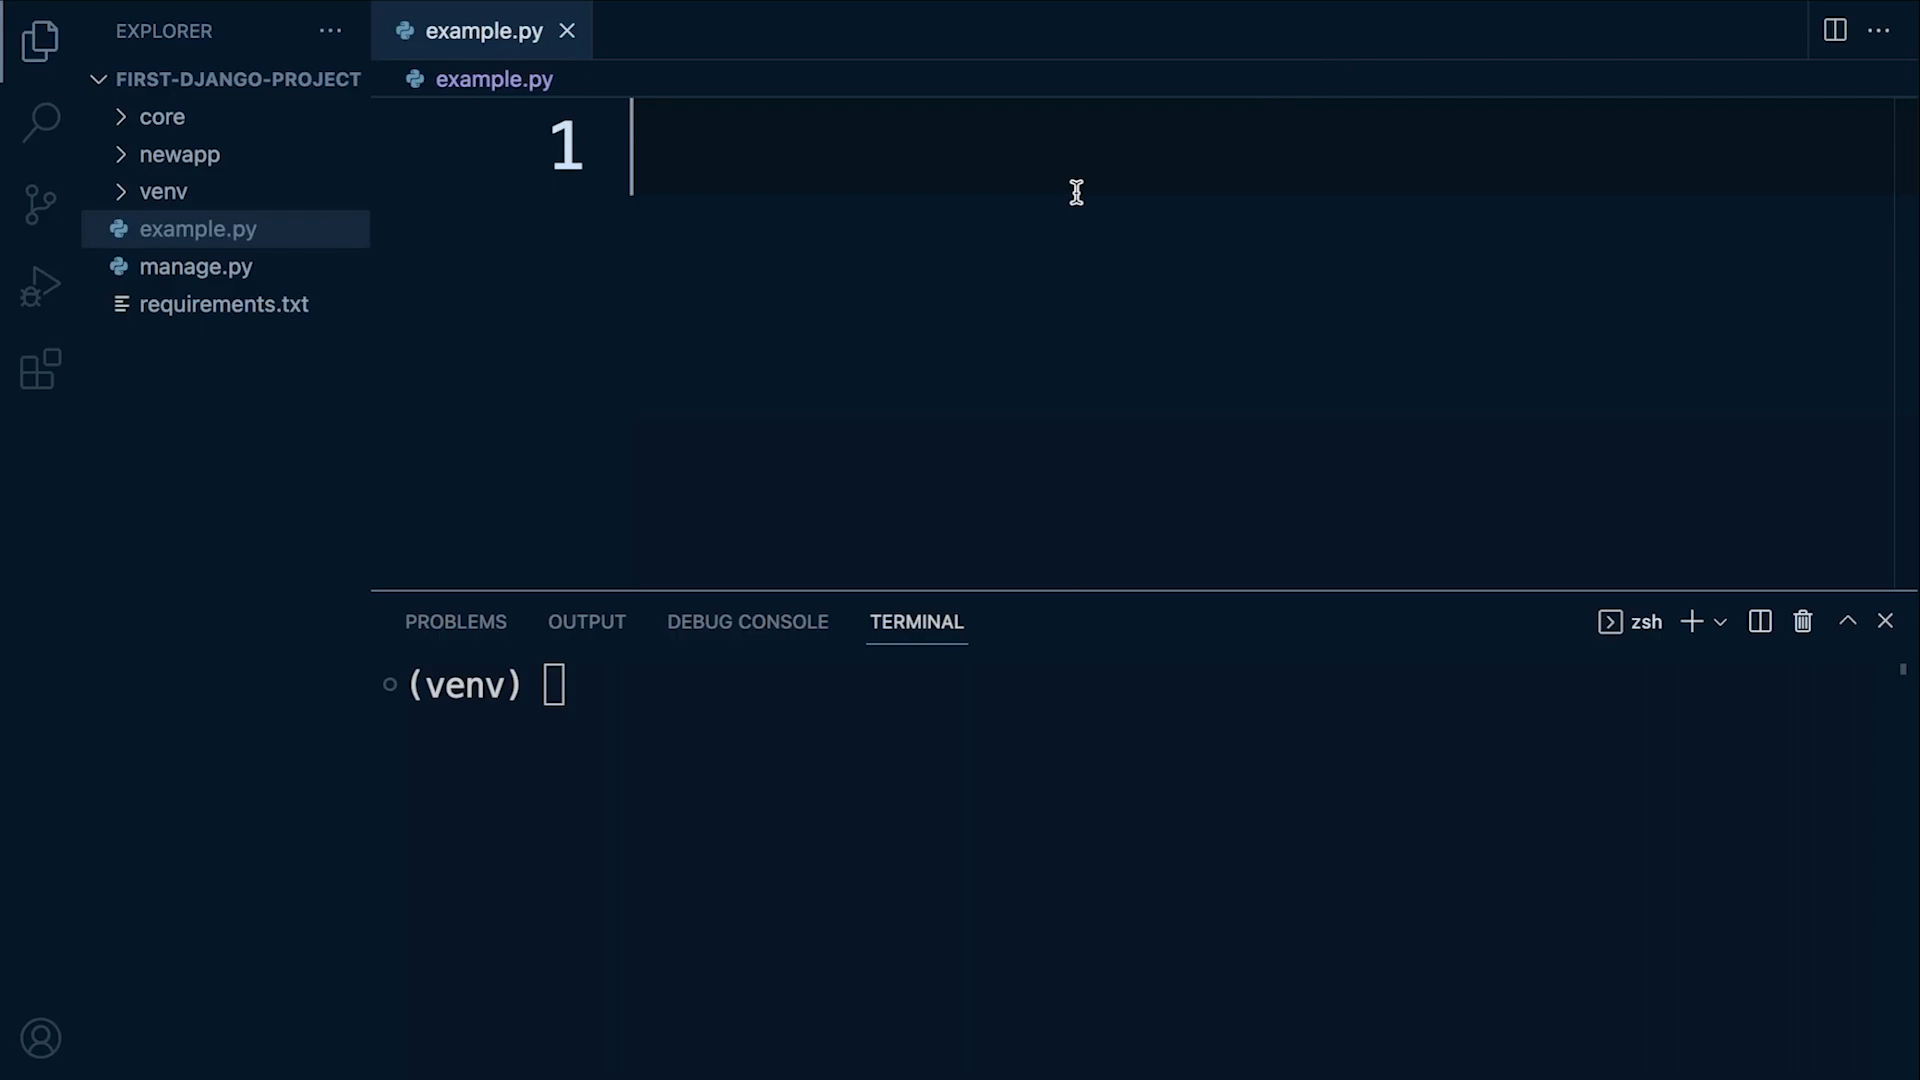 EXPLORER
example.py
FIRST-DJANGO-PROJECT
example.py
core
newapp
venv
example.py
manage.py
requirements.txt
1
PROBLEMS OUTPUT DEBUG CONSOLE TERMINAL
zsh
(venv)